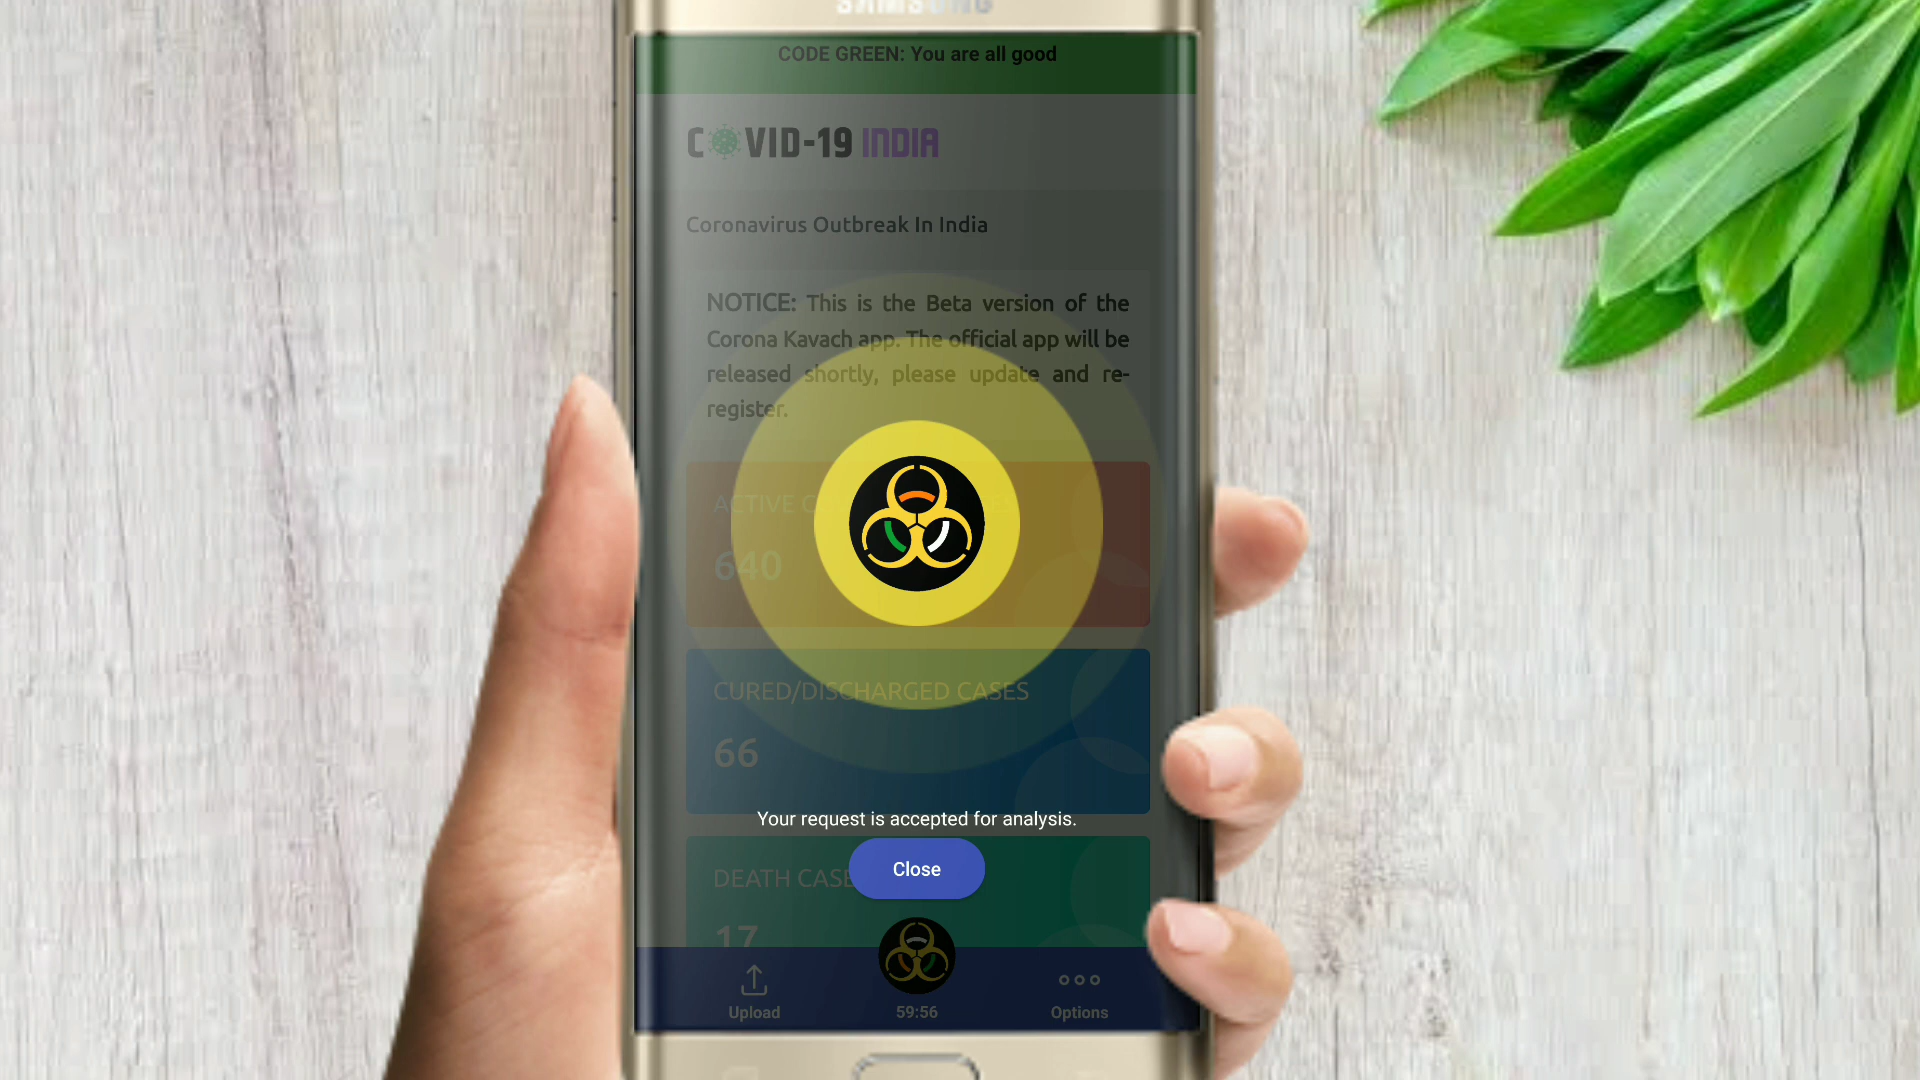 SAMSUNG
CODE GREEN: You are all good
COVID-19 INDIA
Coronavirus Outbreak In India
NOTICE: This is the Beta version of the
Corona Kavach app. The official app will be
released shortly, please update and re-
register.
ACTIVE
640
CURED/DISCHARGED CASES
66
Your request is accepted for analysis.
Close
DEATH CASE
17
Upload
59:56
Options